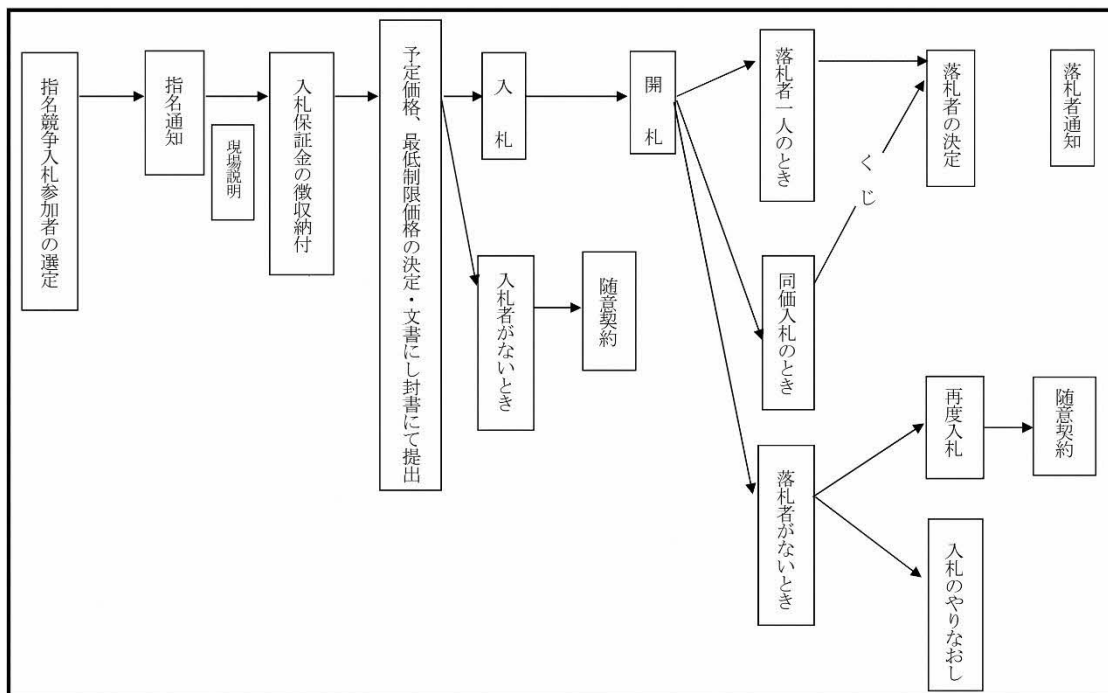 指名競争入札参加者の選定
指名通知
現場説明
入札保証金の徴収納付
予定価格、最低制限価格の決定・文書にし封書にて提出
入札
入札者がないとき
随意契約
開札
落札者一人のとき
同価入札のとき
落札者がないとき
くじ
落札者の決定
再度入札
入札のやりなおし
落札者通知
随意契約